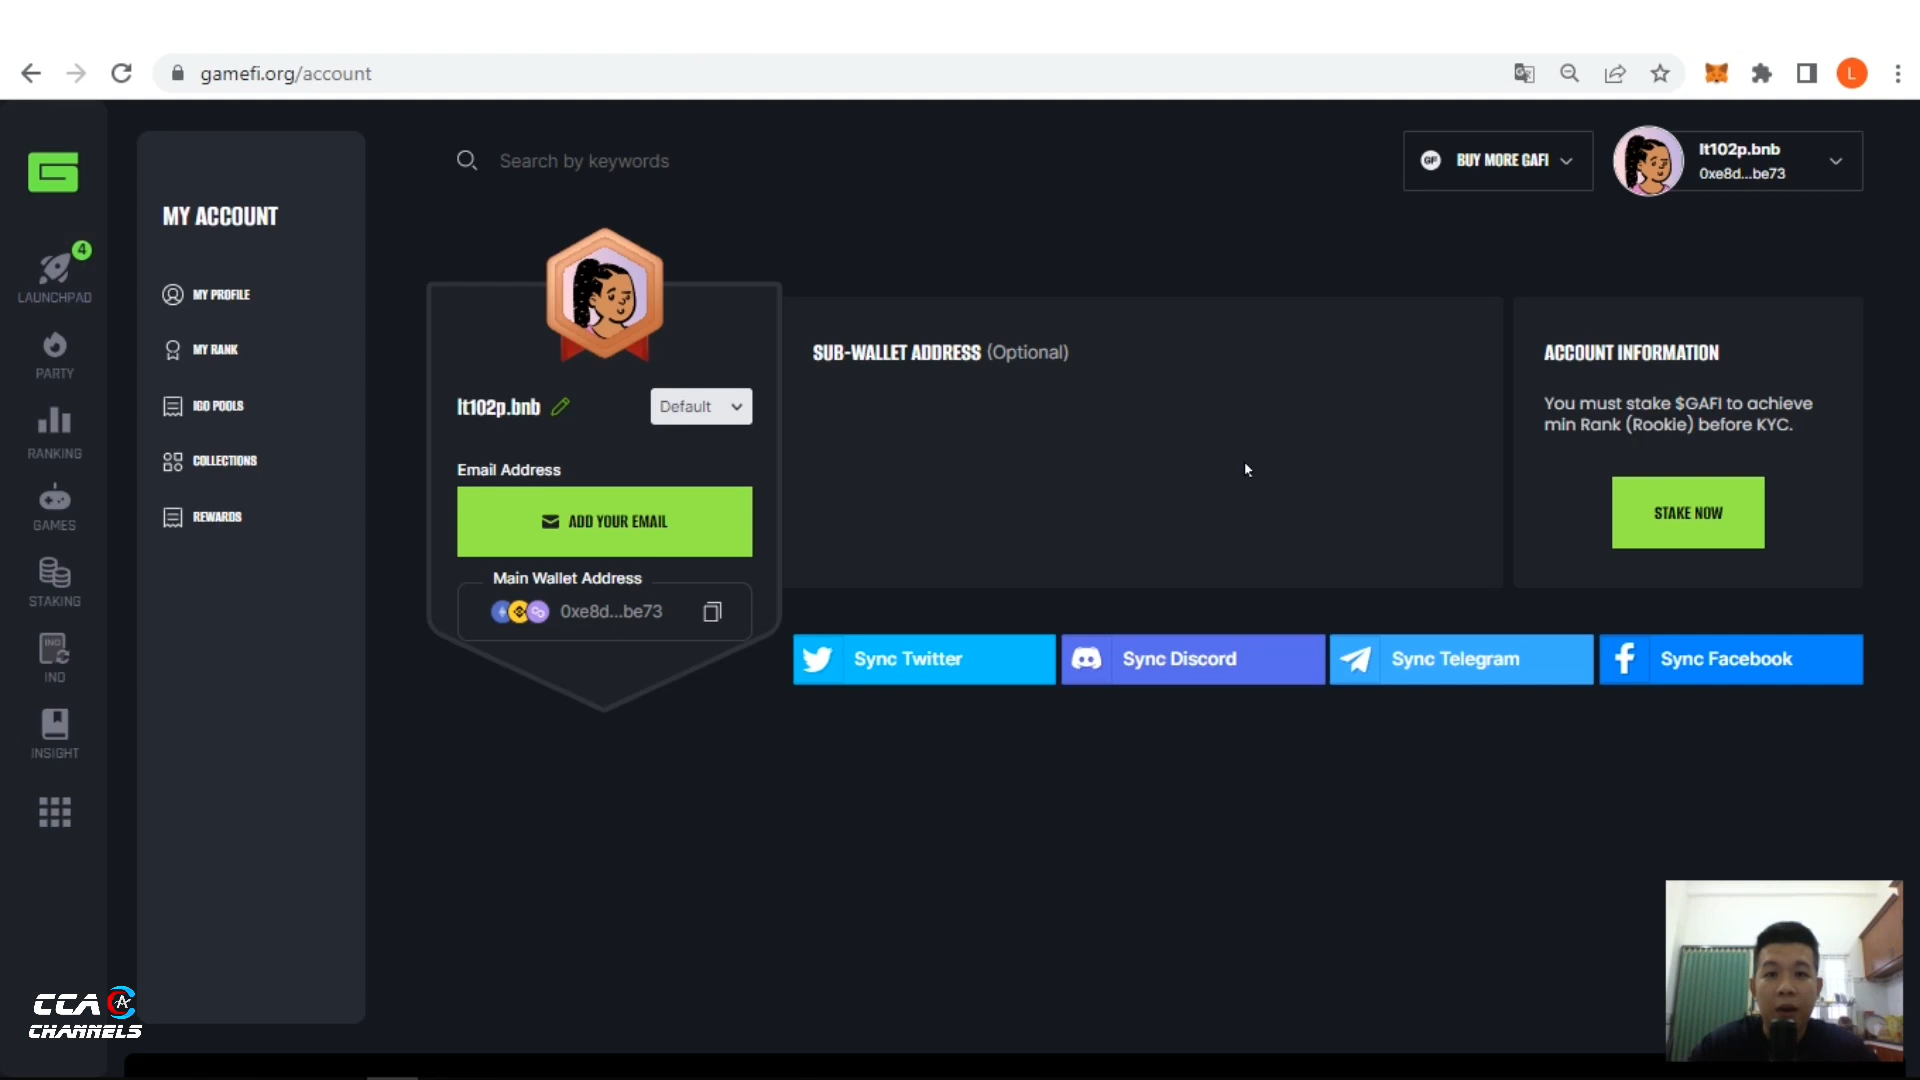 gamefi.org/account
L
4
LAUNCHPAD
PARTY
RANKING
GAMES
STAKING
INO
INO
INSIGHT
MY ACCOUNT
MY PROFILE
MY RANK
IGO POOLS
COLLECTIONS
REWARDS
Search by keywords
GF BUY MORE GAFI
lt102p.bnb
0xe8d...be73
lt102p.bnb
Default
Email Address
ADD YOUR EMAIL
Main Wallet Address
0xe8d...be73
SUB-WALLET ADDRESS (Optional)
ACCOUNT INFORMATION
You must stake $GAFI to achieve
min Rank (Rookie) before KYC.
STAKE NOW
Sync Twitter
Sync Discord
Sync Telegram
Sync Facebook
CCA
CHANNELS